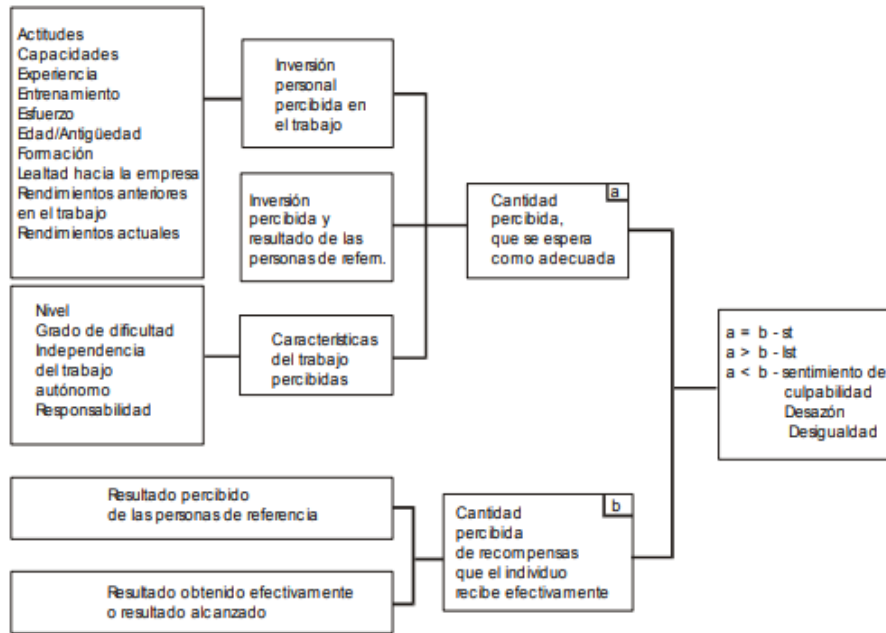 Actitudes
Capacidades
Experiencia
Entrenamiento
Esfuerzo
Edad/Antigüedad
Formación
Lealtad hacia la empresa
Rendimientos anteriores
en el trabajo
Rendimientos actuales
Inversión
personal
percibida en
el trabajo
Inversión
percibida y
resultado de las
personas de refern.
Nivel
Grado de dificultad
Independencia
del trabajo
autónomo
Responsabilidad
Características
del trabajo
percibidas
a
Cantidad
percibida,
que se espera
como adecuada
Resultado percibido
de las personas de referencia
Resultado obtenido efectivamente
o resultado alcanzado
b
Cantidad
percibida
de recompensas
que el individuo
recibe efectivamente
a = b - st
a > b - Ist
a < b - sentimiento de
culpabilidad
Desazón
Desigualdad